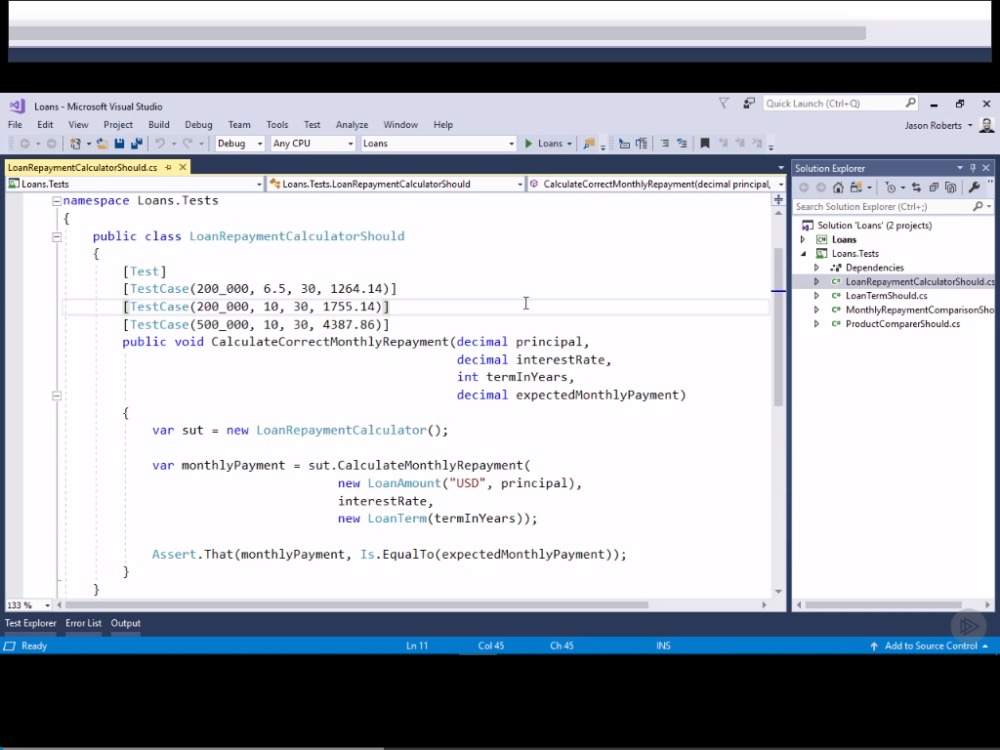 Loans - Microsoft Visual Studio
Quick Launch (Ctrl+Q)
File Edit View Project Build Debug Team Tools Test Analyze Window Help
Jason Roberts
Debug Any CPU Loans Loans
LoanRepaymentCalculatorShould.cs
Loans.Tests Loans.Tests.LoanRepaymentCalculatorShould CalculateCorrectMonthlyRepayment(decimal principal,
namespace Loans.Tests
{
public class LoanRepaymentCalculatorShould
{
[Test]
[TestCase(200_000, 6.5, 30, 1264.14)]
[TestCase(200_000, 10, 30, 1755.14)]
[TestCase(500_000, 10, 30, 4387.86)]
public void CalculateCorrectMonthlyRepayment(decimal principal,
decimal interestRate,
int termInYears,
decimal expectedMonthlyPayment)
{
var sut = new LoanRepaymentCalculator();
var monthlyPayment = sut.CalculateMonthlyRepayment(
new LoanAmount("USD", principal),
interestRate,
new LoanTerm(termInYears));
Assert.That(monthlyPayment, Is.EqualTo(expectedMonthlyPayment));
}
}
133 %
Solution Explorer
Search Solution Explorer (Ctrl+;)
Solution 'Loans' (2 projects)
C# Loans
Loans.Tests
Dependencies
C# LoanRepaymentCalculatorShould.cs
C# LoanTermShould.cs
C# MonthlyRepaymentComparisonSho
C# ProductComparerShould.cs
Test Explorer Error List Output
Ready Ln 11 Col 45 Ch 45 INS Add to Source Control